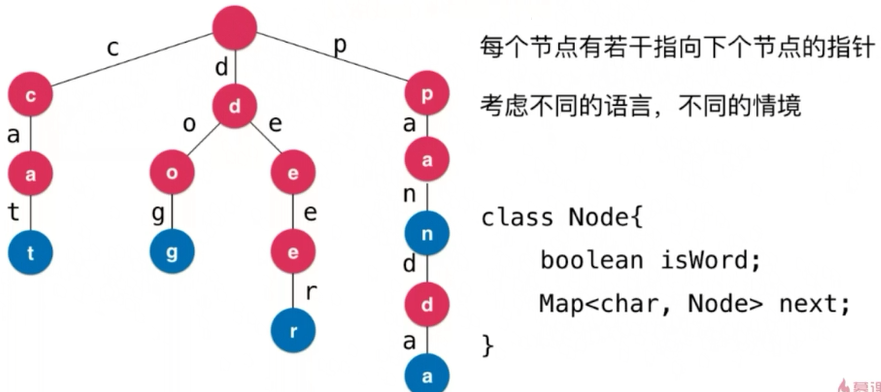 c
d
p
c
d
p
a
o
e
a
a
o
e
a
t
g
e
n
t
g
e
n
d
r
d
r
a
a
每个节点有若干指向下个节点的指针
考虑不同的语言，不同的情境
class Node{
boolean isWord;
Map<char, Node> next;
}